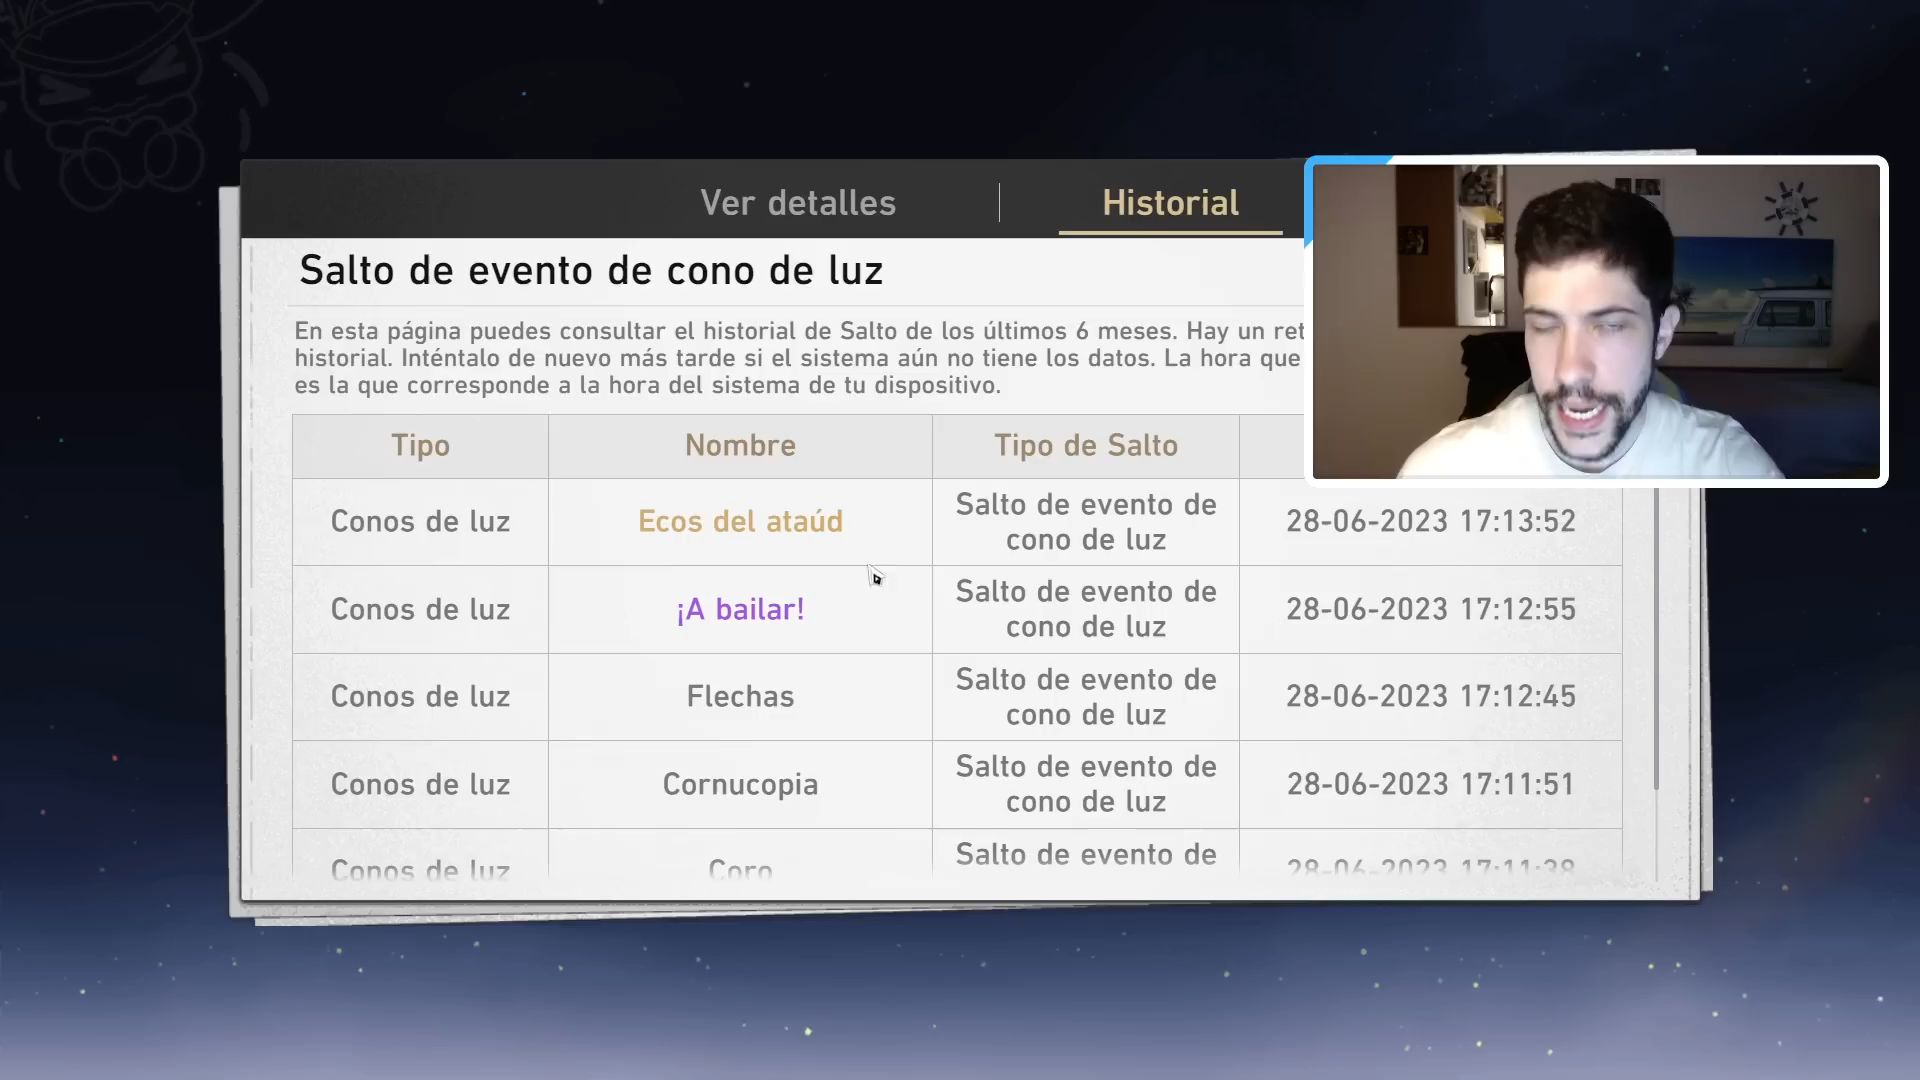 Ver detalles
Historial
Salto de evento de cono de luz
En esta página puedes consultar el historial de Salto de los últimos 6 meses. Hay un ret
historial. Inténtalo de nuevo más tarde si el sistema aún no tiene los datos. La hora que
es la que corresponde a la hora del sistema de tu dispositivo.
Tipo
Nombre
Tipo de Salto
Conos de luz
Ecos del ataúd
Salto de evento de
cono de luz
28-06-2023 17:13:52
Conos de luz
¡A bailar!
Salto de evento de
cono de luz
28-06-2023 17:12:55
Conos de luz
Flechas
Salto de evento de
cono de luz
28-06-2023 17:12:45
Conos de luz
Cornucopia
Salto de evento de
cono de luz
28-06-2023 17:11:51
Conos de luz
Coro
Salto de evento de
28-06-2023 17:11:38